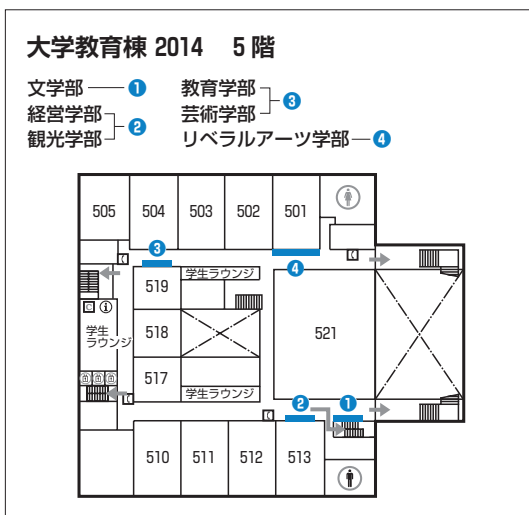 大学教育棟 2014　5階
文学部 ❶
経営学部
観光学部 ❷
教育学部
芸術学部 ❸
リベラルアーツ学部 ❹
505 504 503 502 501
❸
❹
学生ラウンジ
519
C i
518
521
学生
ラウンジ
517
学生ラウンジ
❷ ❶
510 511 512 513